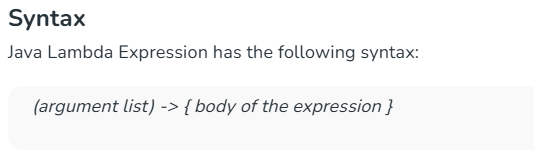 Syntax
Java Lambda Expression has the following syntax:
(argument list) -> { body of the expression }